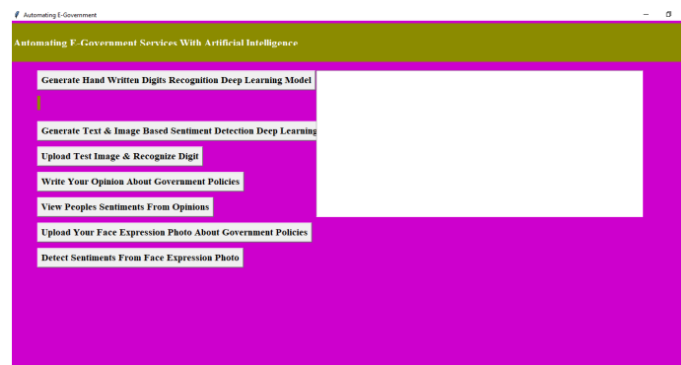 Automating E-Government
Automating E-Government Services With Artificial Intelligence
Generate Hand Written Digits Recognition Deep Learning Model
Generate Text & Image Based Sentiment Detection Deep Learning
Upload Test Image & Recognize Digit
Write Your Opinion About Government Policies
View Peoples Sentiments From Opinions
Upload Your Face Expression Photo About Government Policies
Detect Sentiments From Face Expression Photo